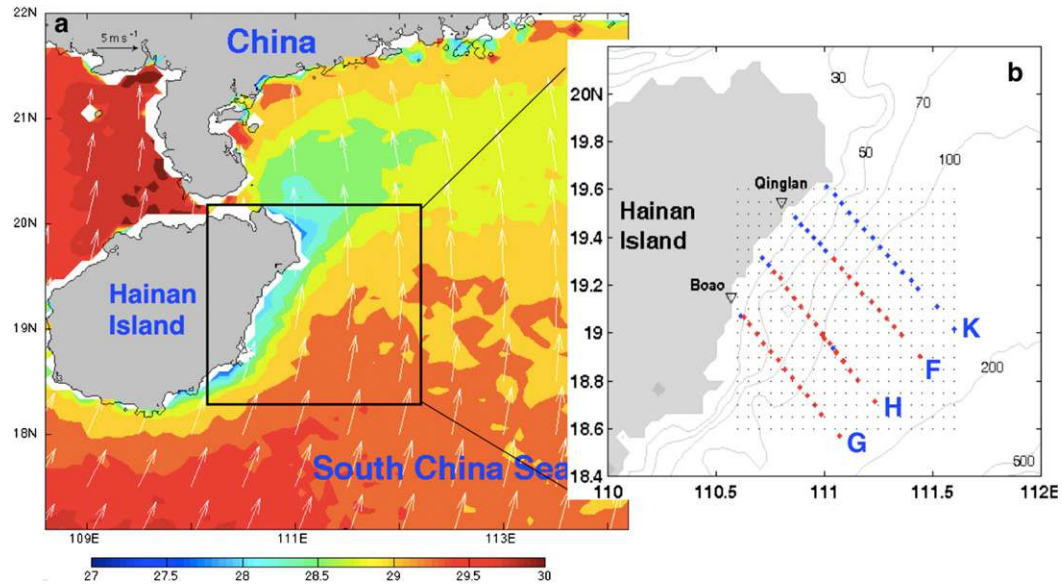 a
5 m s⁻¹
China
22N
21N
20N
19N
18N
Hainan
Island
South China Sea
109E
111E
113E
27
27.5
28
28.5
29
29.5
30
b
30
70
50
100
200
500
20N
19.8
19.6
19.4
19.2
19
18.8
18.6
18.4
Qinglan
Hainan
Island
Boao
K
F
H
G
110
110.5
111
111.5
112E